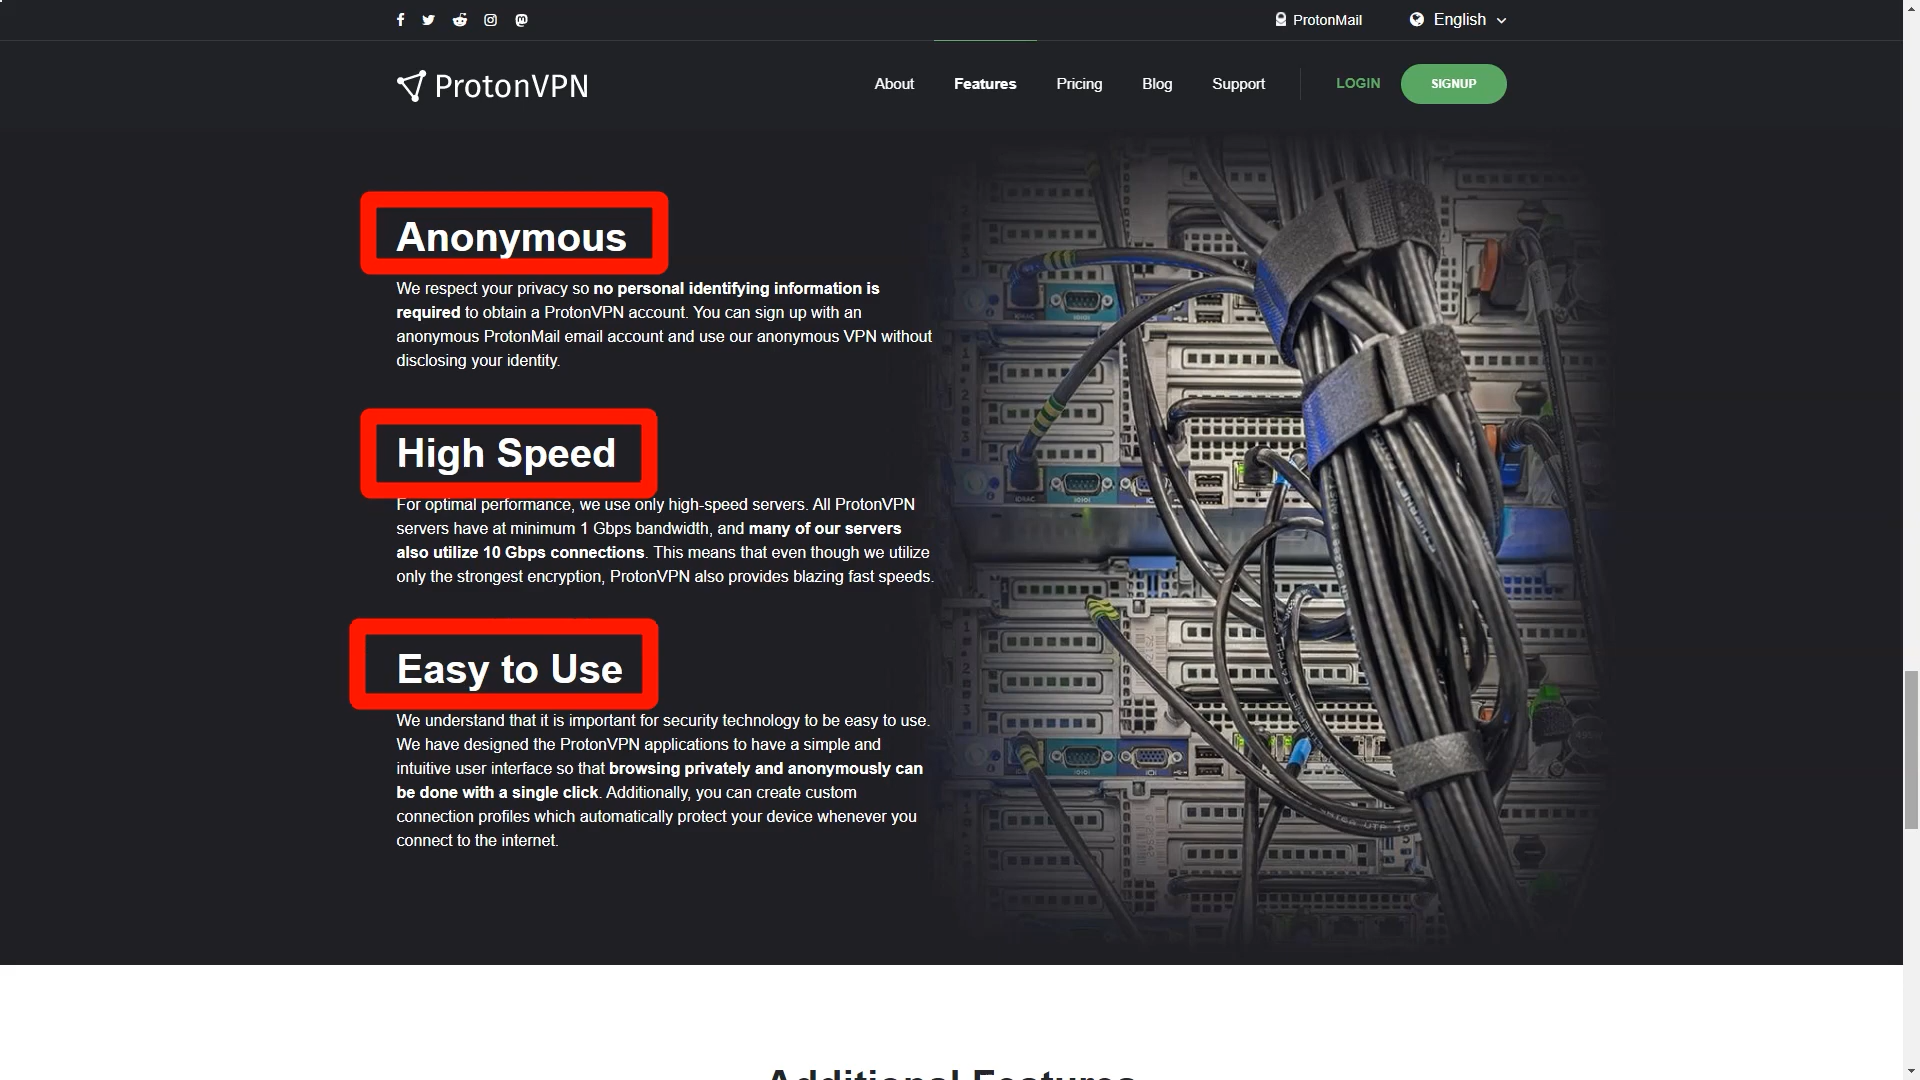 ProtonMail English
ProtonVPN
About Features Pricing Blog Support LOGIN SIGNUP
Anonymous
We respect your privacy so no personal identifying information is
required to obtain a ProtonVPN account. You can sign up with an
anonymous ProtonMail email account and use our anonymous VPN without
disclosing your identity.
High Speed
For optimal performance, we use only high-speed servers. All ProtonVPN
servers have at minimum 1 Gbps bandwidth, and many of our servers
also utilize 10 Gbps connections. This means that even though we utilize
only the strongest encryption, ProtonVPN also provides blazing fast speeds.
Easy to Use
We understand that it is important for security technology to be easy to use.
We have designed the ProtonVPN applications to have a simple and
intuitive user interface so that browsing privately and anonymously can
be done with a single click. Additionally, you can create custom
connection profiles which automatically protect your device whenever you
connect to the internet.
Additional Features